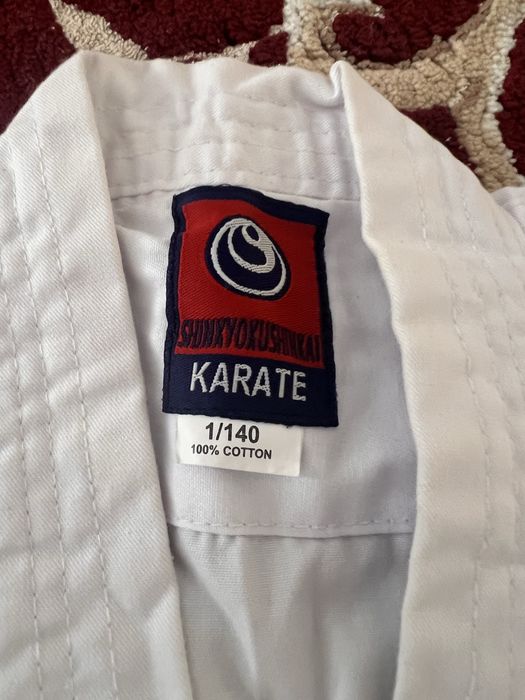 SHINKYOKUSHINKAI
KARATE
1/140
100% COTTON